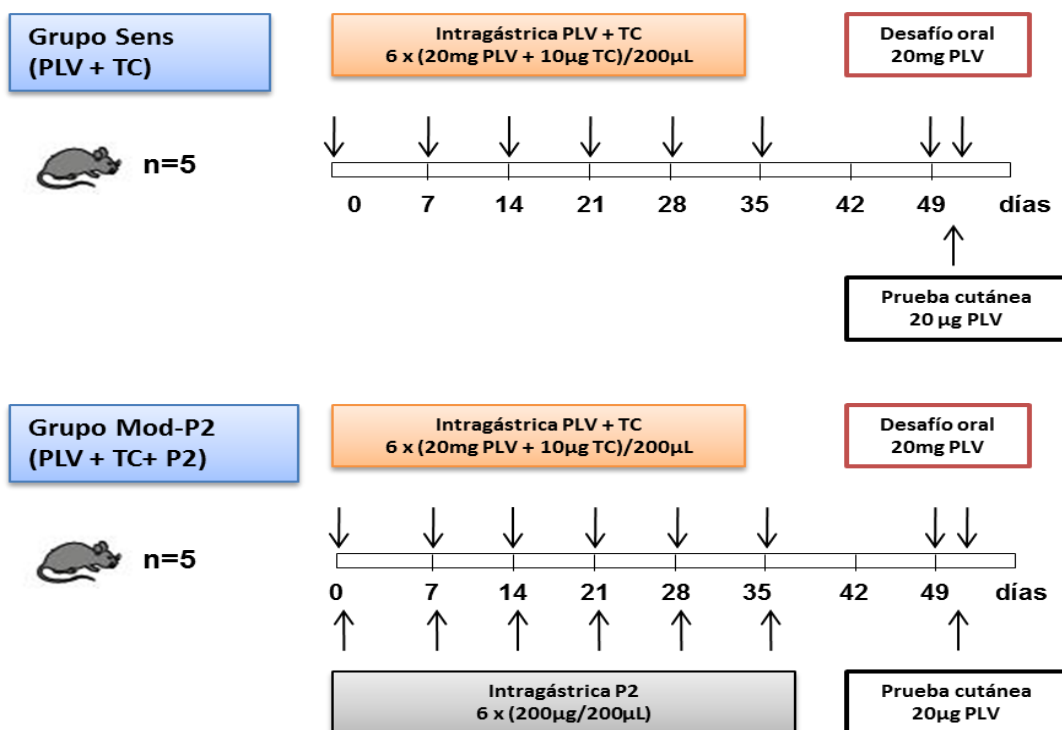 Grupo Sens
(PLV + TC)
Intragástrica PLV + TC
6 x (20mg PLV + 10µg TC)/200µL
Desafío oral
20mg PLV
n=5
0 7 14 21 28 35 42 49 días
Prueba cutánea
20 µg PLV
Grupo Mod-P2
(PLV + TC+ P2)
Intragástrica PLV + TC
6 x (20mg PLV + 10µg TC)/200µL
Desafío oral
20mg PLV
n=5
0 7 14 21 28 35 42 49 días
Intragástrica P2
6 x (200µg/200µL)
Prueba cutánea
20µg PLV